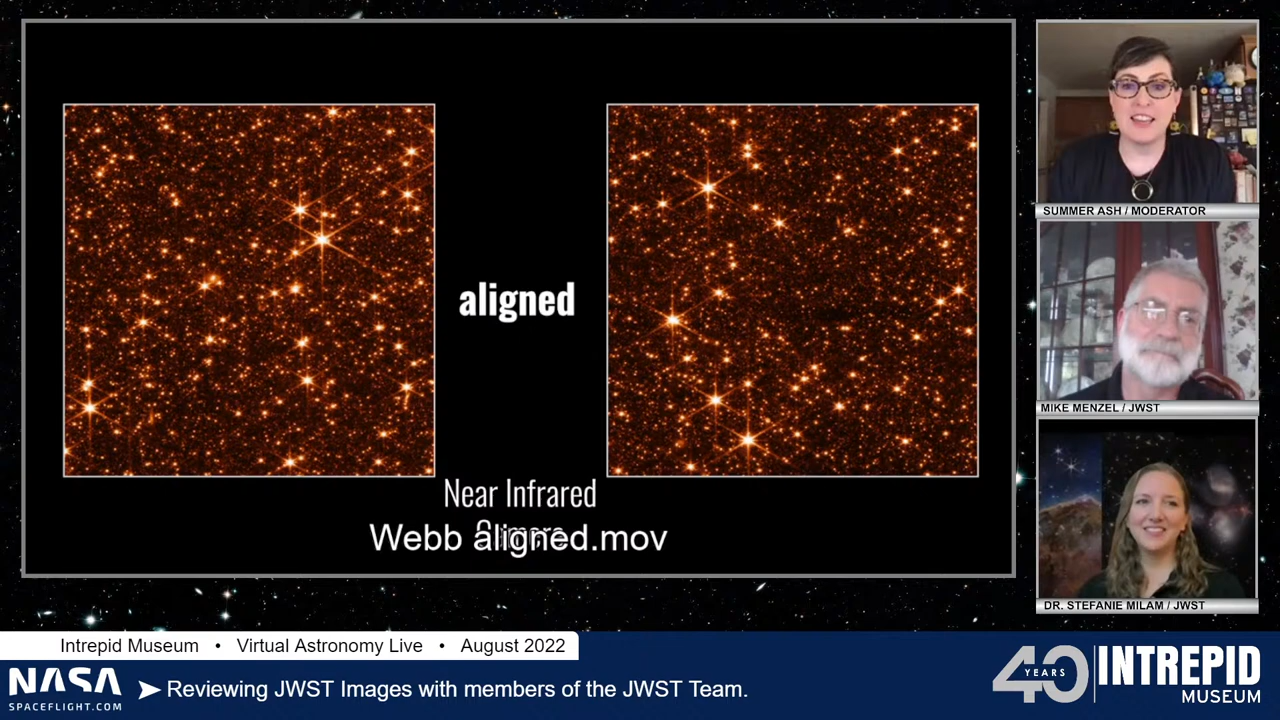 aligned
Near Infrared
Webb aligned.mov
SUMMER ASH / MODERATOR
MIKE MENZEL / JWST
DR. STEFANIE MILAM / JWST
Intrepid Museum • Virtual Astronomy Live • August 2022
NASA
SPACEFLIGHT.COM
Reviewing JWST Images with members of the JWST Team.
40
YEARS
INTREPID
MUSEUM